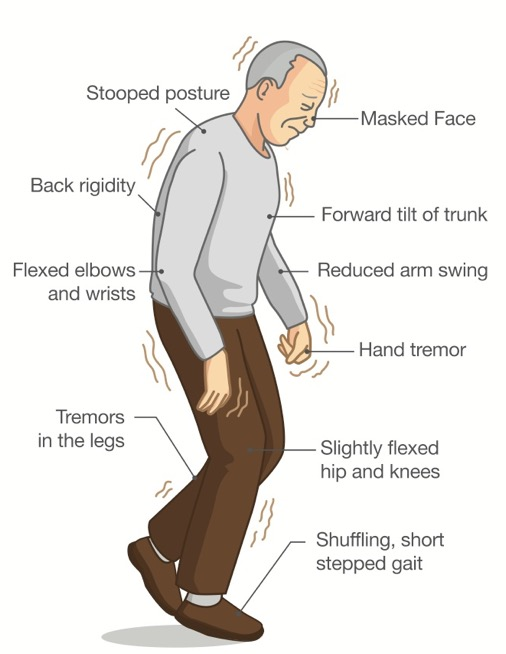 Stooped posture
Masked Face
Back rigidity
Forward tilt of trunk
Flexed elbows
and wrists
Reduced arm swing
Hand tremor
Tremors
in the legs
Slightly flexed
hip and knees
Shuffling, short
stepped gait